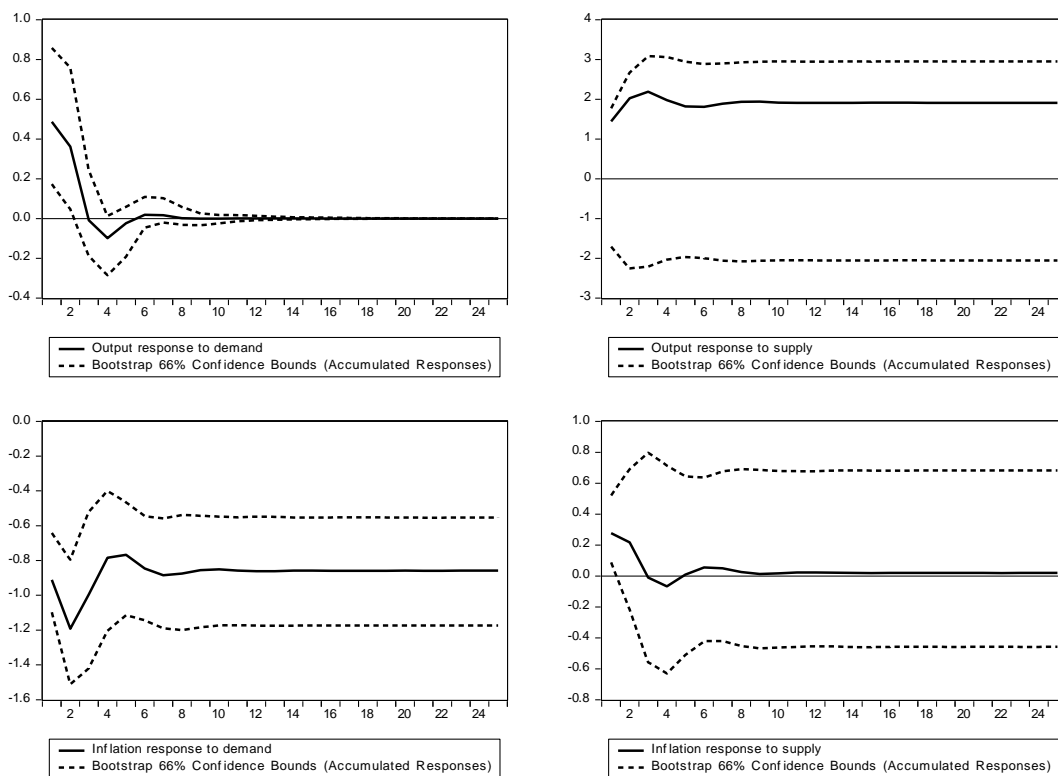 1.0
0.8
0.6
0.4
0.2
0.0
-0.2
-0.4
2 4 6 8 10 12 14 16 18 20 22 24
Output response to demand
Bootstrap 66% Confidence Bounds (Accumulated Responses)
4
3
2
1
0
-1
-2
-3
2 4 6 8 10 12 14 16 18 20 22 24
Output response to supply
Bootstrap 66% Confidence Bounds (Accumulated Responses)
0.0
-0.2
-0.4
-0.6
-0.8
-1.0
-1.2
-1.4
-1.6
2 4 6 8 10 12 14 16 18 20 22 24
Inflation response to demand
Bootstrap 66% Confidence Bounds (Accumulated Responses)
1.0
0.8
0.6
0.4
0.2
0.0
-0.2
-0.4
-0.6
-0.8
2 4 6 8 10 12 14 16 18 20 22 24
Inflation response to supply
Bootstrap 66% Confidence Bounds (Accumulated Responses)